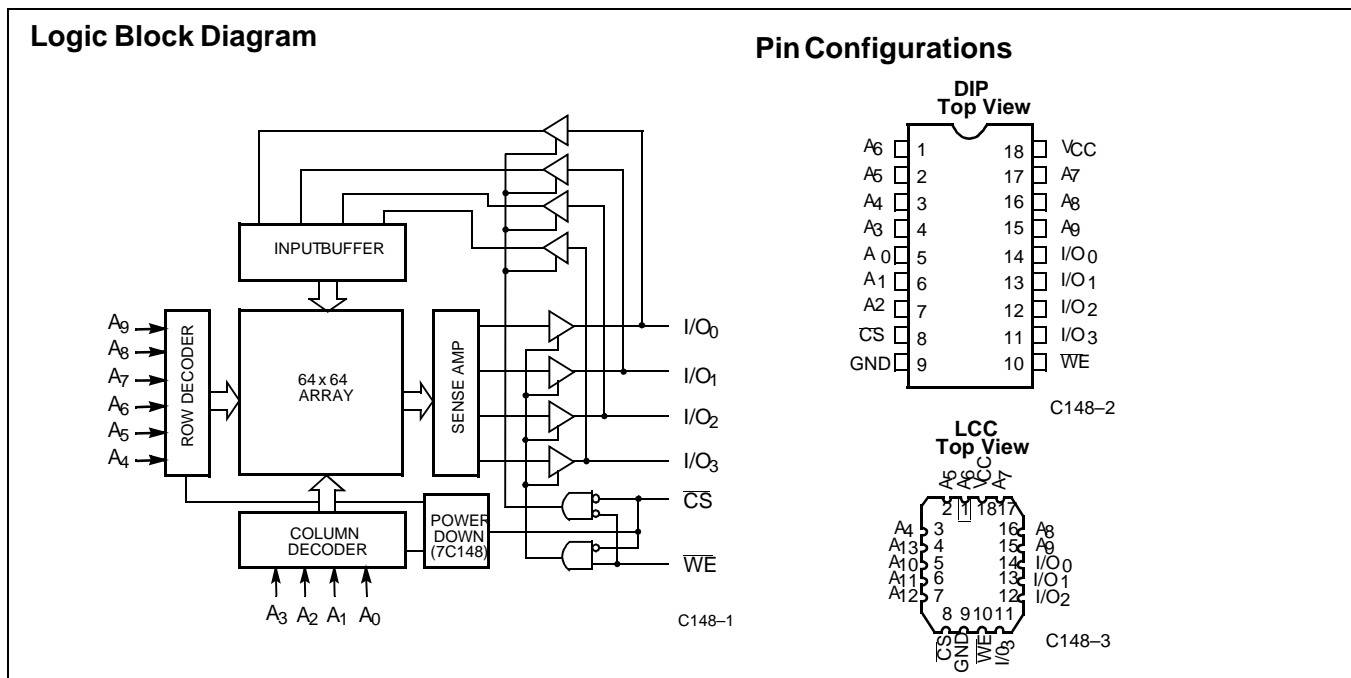 Logic Block Diagram
INPUTBUFFER
A9
A8
A7
A6
A5
A4
ROW DECODER
64 x 64
ARRAY
SENSE AMP
I/O0
I/O1
I/O2
I/O3
CS
WE
COLUMN
DECODER
POWER
DOWN
(7C148)
A3 A2 A1 A0
C148–1
Pin Configurations
DIP
Top View
A6 1 18 VCC
A5 2 17 A7
A4 3 16 A8
A3 4 15 A9
A0 5 14 I/O0
A1 6 13 I/O1
A2 7 12 I/O2
CS 8 11 I/O3
GND 9 10 WE
C148–2
LCC
Top View
A5 A6 VCC A7
2 1 18 17
A4 3 16 A8
A13 4 15 A9
A10 5 14 I/O0
A11 6 13 I/O1
A12 7 12 I/O2
8 9 10 11
CS GND WE I/O3
C148–3